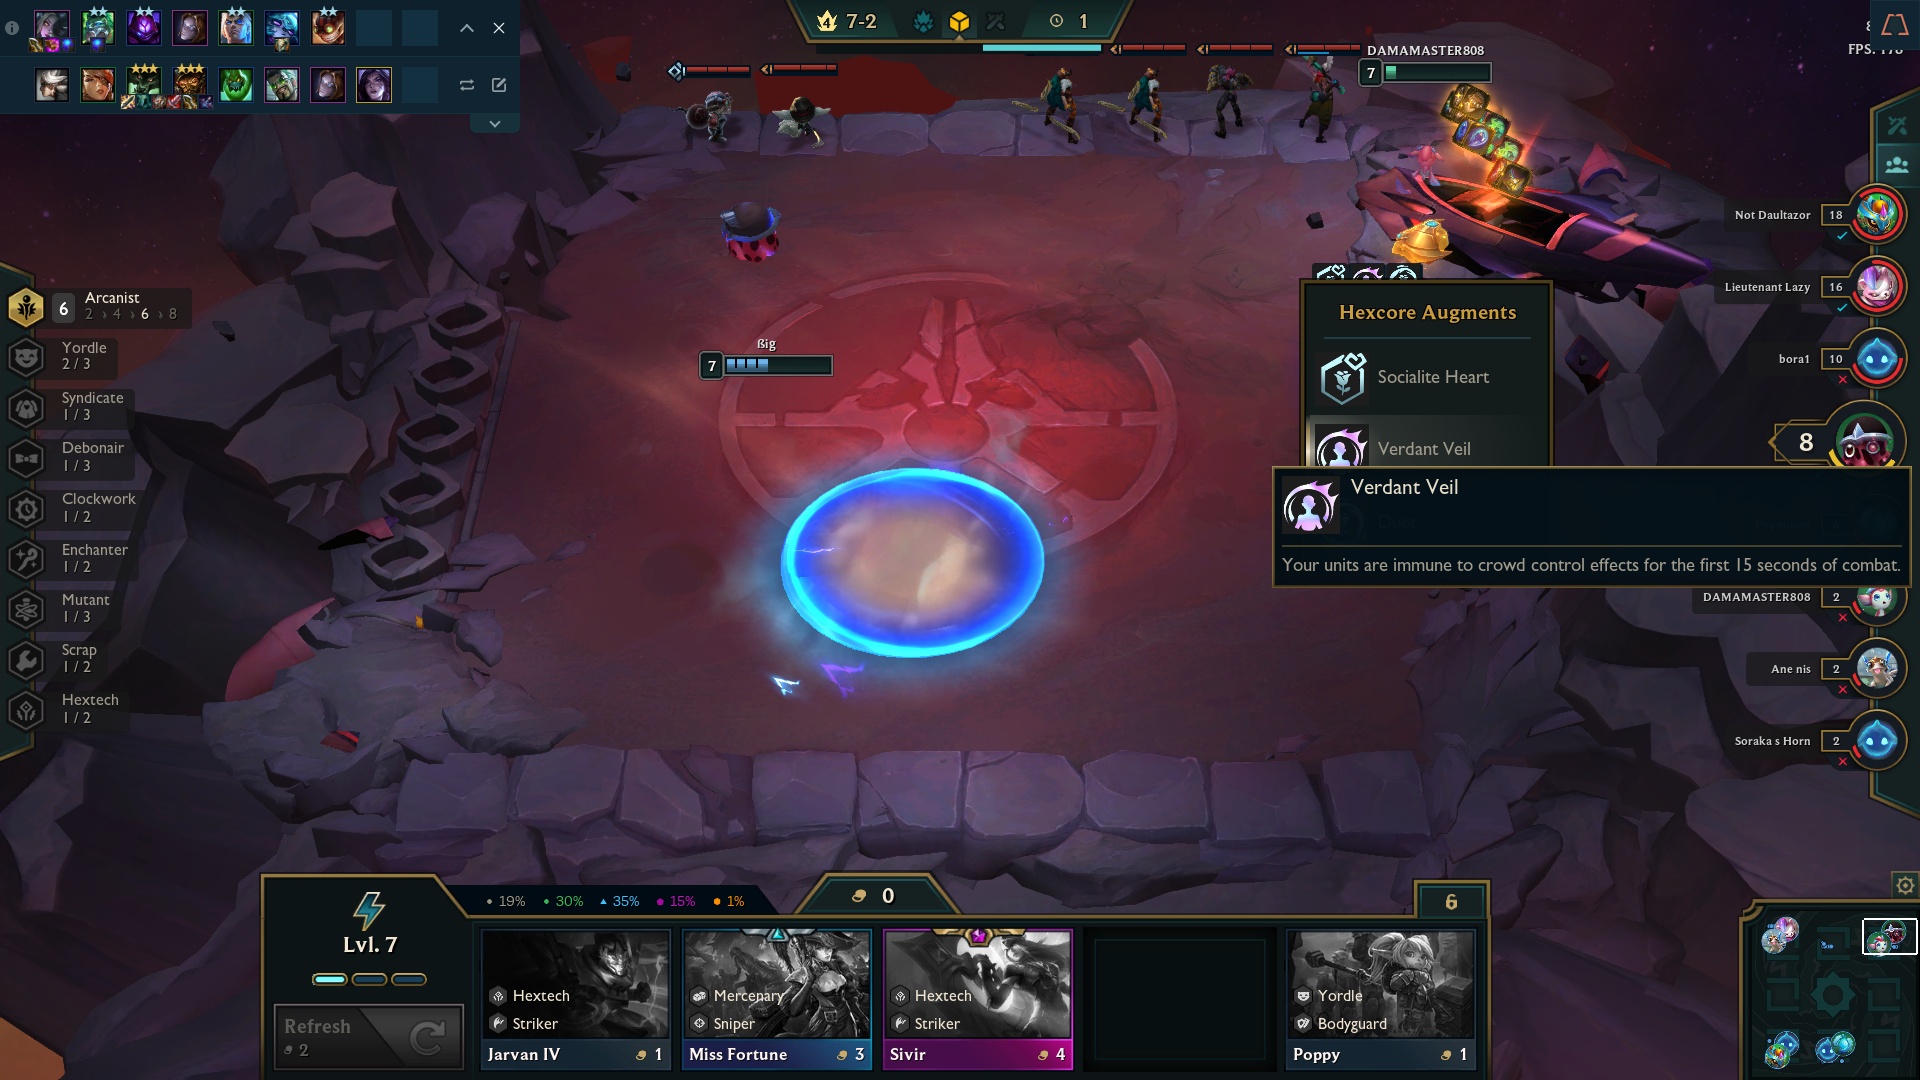 4 7-2
1
DAMAMASTER808
7
Not Daultazor 18
Lieutenant Lazy 16
bora1 10
8
DAMAMASTER808 2
Ane nis 2
Soraka s Horn 2
6 Arcanist
2 › 4 › 6 › 8
Yordle
2 / 3
Syndicate
1 / 3
Debonair
1 / 3
Clockwork
1 / 2
Enchanter
1 / 2
Mutant
1 / 3
Scrap
1 / 2
Hextech
1 / 2
ßig
7
Hexcore Augments
Socialite Heart
Verdant Veil
Verdant Veil
Your units are immune to crowd control effects for the first 15 seconds of combat.
19% 30% 35% 15% 1%
0
6
Lvl. 7
Refresh
2
Hextech
Striker
Jarvan IV 1
Mercenary
Sniper
Miss Fortune 3
Hextech
Striker
Sivir 4
Yordle
Bodyguard
Poppy 1